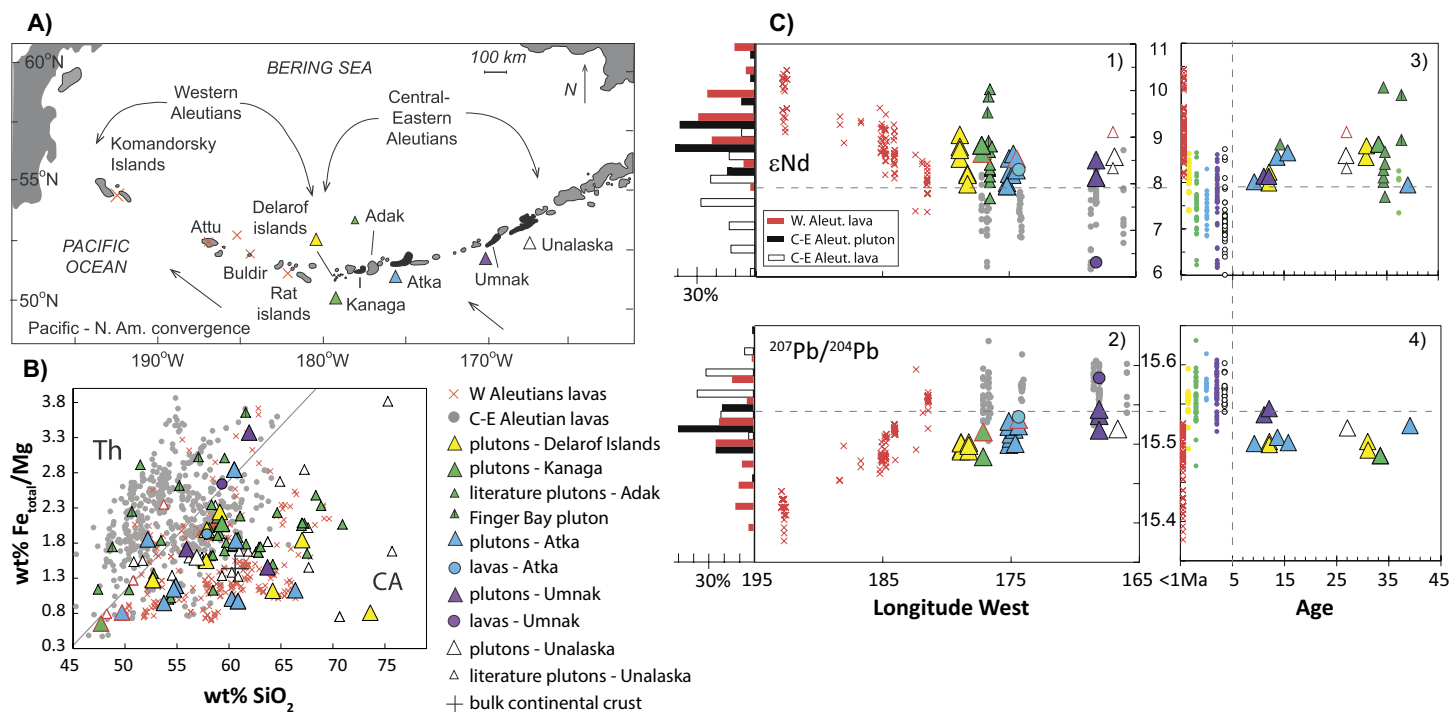 A)
60°N
55°N
50°N
BERING SEA
100 km
N
Western
Aleutians
Central-
Eastern
Aleutians
Komandorsky
Islands
Attu
Buldir
Delarof
islands
Adak
Rat
islands
Kanaga
Atka
Umnak
Unalaska
PACIFIC
OCEAN
Pacific - N. Am. convergence
190°W
180°W
170°W
B)
wt% Fe total/Mg
3.8
3.3
2.8
2.3
1.8
1.3
0.8
0.3
Th
CA
45 50 55 60 65 70 75 80
wt% SiO2
W Aleutians lavas
C-E Aleutian lavas
plutons - Delarof Islands
plutons - Kanaga
literature plutons - Adak
Finger Bay pluton
plutons - Atka
lavas - Atka
plutons - Umnak
lavas - Umnak
plutons - Unalaska
literature plutons - Unalaska
bulk continental crust
C)
1)
εNd
W. Aleut. lava
C-E Aleut. pluton
C-E Aleut. lava
30%
3)
11
10
9
8
7
6
2)
207Pb/204Pb
30%
195 185 175 165
Longitude West
4)
15.6
15.5
15.4
<1Ma 5 15 25 35 45
Age